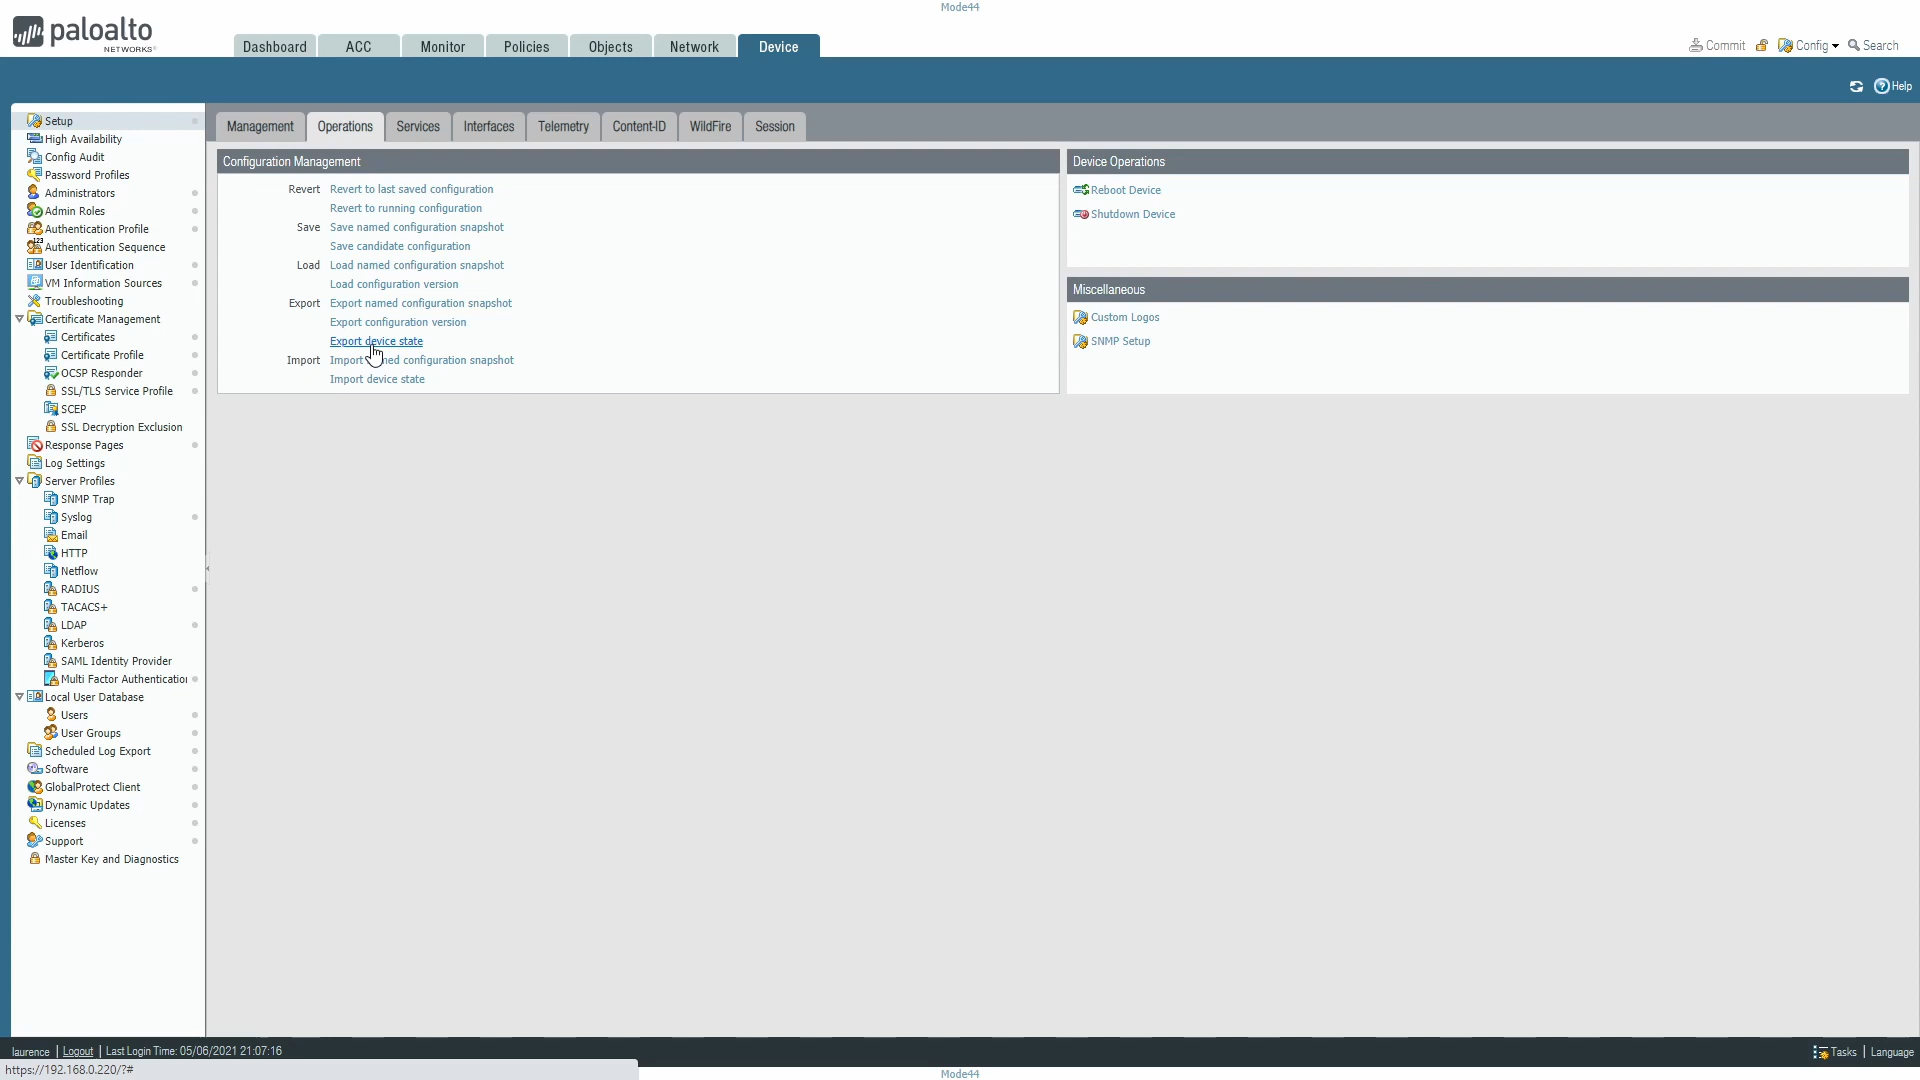 Mode44
paloalto
NETWORKS®
Dashboard
ACC
Monitor
Policies
Objects
Network
Device
Commit
Config
Search
Help
Setup
High Availability
Config Audit
Password Profiles
Administrators
Admin Roles
Authentication Profile
Authentication Sequence
User Identification
VM Information Sources
Troubleshooting
Certificate Management
Certificates
Certificate Profile
OCSP Responder
SSL/TLS Service Profile
SCEP
SSL Decryption Exclusion
Response Pages
Log Settings
Server Profiles
SNMP Trap
Syslog
Email
HTTP
Netflow
RADIUS
TACACS+
LDAP
Kerberos
SAML Identity Provider
Multi Factor Authentication
Local User Database
Users
User Groups
Scheduled Log Export
Software
GlobalProtect Client
Dynamic Updates
Licenses
Support
Master Key and Diagnostics
Management
Operations
Services
Interfaces
Telemetry
Content-ID
WildFire
Session
Configuration Management
Revert Revert to last saved configuration
Revert to running configuration
Save Save named configuration snapshot
Save candidate configuration
Load Load named configuration snapshot
Load configuration version
Export Export named configuration snapshot
Export configuration version
Export device state
Import Import med configuration snapshot
Import device state
Device Operations
Reboot Device
Shutdown Device
Miscellaneous
Custom Logos
SNMP Setup
laurence | Logout | Last Login Time: 05/06/2021 21:07:16
Tasks | Language
https://192.168.0.220/?#
Mode44